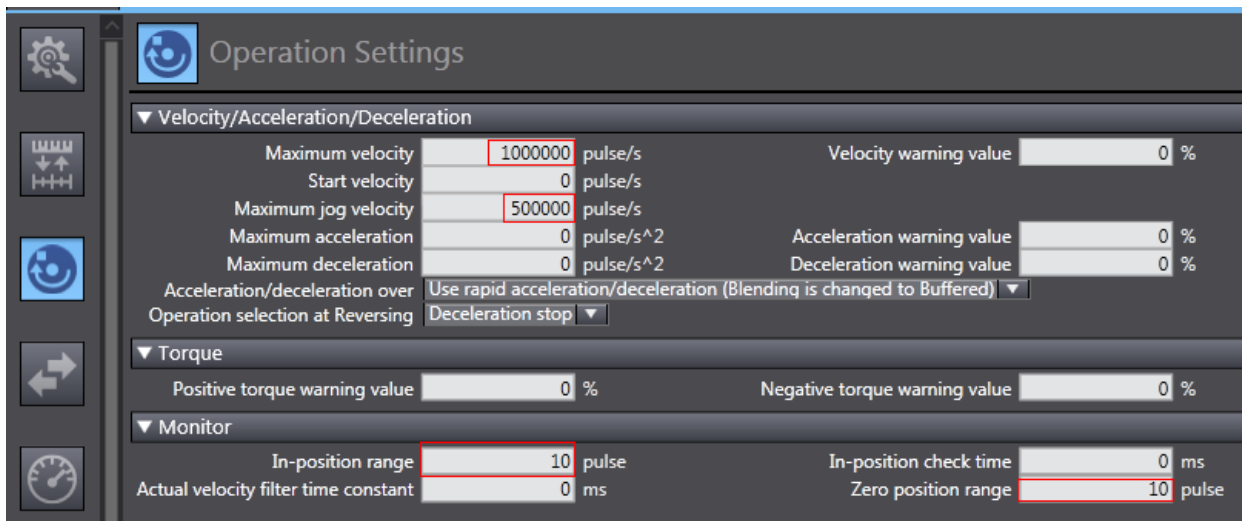 Operation Settings
▼ Velocity/Acceleration/Deceleration
Maximum velocity 1000000 pulse/s Velocity warning value 0 %
Start velocity 0 pulse/s
Maximum jog velocity 500000 pulse/s
Maximum acceleration 0 pulse/s^2 Acceleration warning value 0 %
Maximum deceleration 0 pulse/s^2 Deceleration warning value 0 %
Acceleration/deceleration over Use rapid acceleration/deceleration (Blending is changed to Buffered) ▼
Operation selection at Reversing Deceleration stop ▼
▼ Torque
Positive torque warning value 0 % Negative torque warning value 0 %
▼ Monitor
In-position range 10 pulse In-position check time 0 ms
Actual velocity filter time constant 0 ms Zero position range 10 pulse